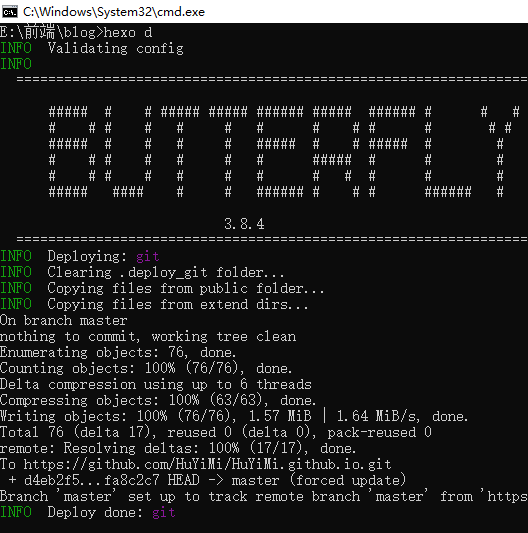 C:\Windows\System32\cmd.exe
E:\前端\blog>hexo d
INFO  Validating config
INFO
===================================================================
BUTTERFLY
3.8.4
===================================================================
INFO  Deploying: git
INFO  Clearing .deploy_git folder...
INFO  Copying files from public folder...
INFO  Copying files from extend dirs...
On branch master
nothing to commit, working tree clean
Enumerating objects: 76, done.
Counting objects: 100% (76/76), done.
Delta compression using up to 6 threads
Compressing objects: 100% (63/63), done.
Writing objects: 100% (76/76), 1.57 MiB | 1.64 MiB/s, done.
Total 76 (delta 17), reused 0 (delta 0), pack-reused 0
remote: Resolving deltas: 100% (17/17), done.
To https://github.com/HuYiMi/HuYiMi.github.io.git
 + d4eb2f5...fa8c2c7 HEAD -> master (forced update)
Branch 'master' set up to track remote branch 'master' from 'https
INFO  Deploy done: git